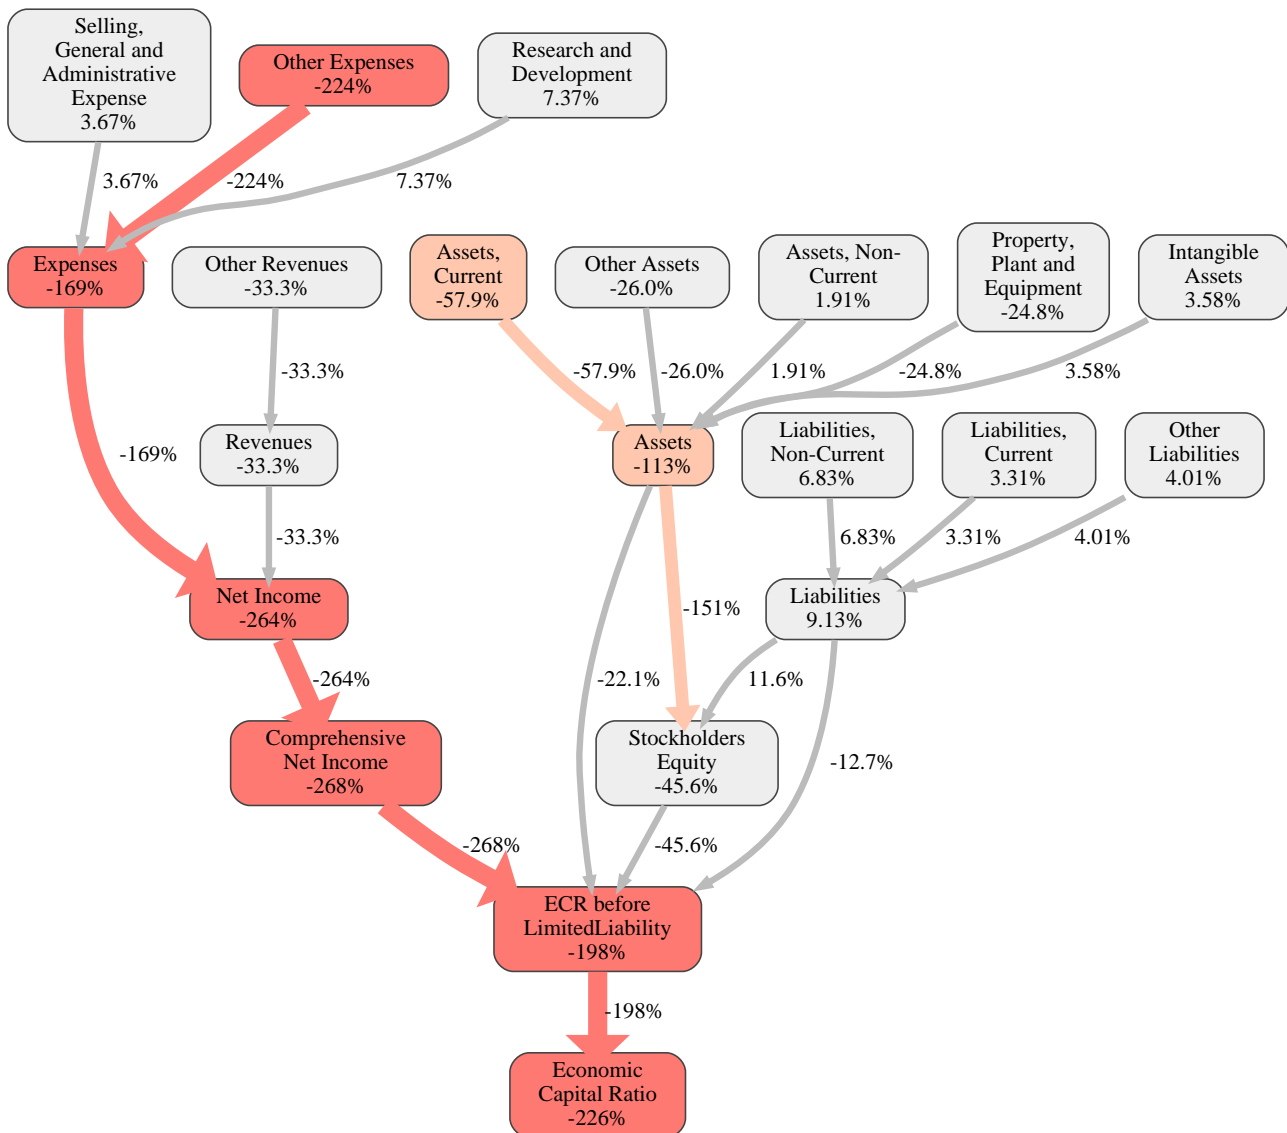 Selling,
General and
Administrative
Expense
3.67%
Other Expenses
-224%
Research and
Development
7.37%
3.67%
-224%
7.37%
Expenses
-169%
Other Revenues
-33.3%
Assets,
Current
-57.9%
Other Assets
-26.0%
Assets, Non-
Current
1.91%
Property,
Plant and
Equipment
-24.8%
Intangible
Assets
3.58%
-33.3%
-57.9%
-26.0%
1.91%
-24.8%
3.58%
-169%
Revenues
-33.3%
Assets
-113%
Liabilities,
Non-Current
6.83%
Liabilities,
Current
3.31%
Other
Liabilities
4.01%
-33.3%
6.83%
3.31%
4.01%
Net Income
-264%
-151%
Liabilities
9.13%
-264%
-22.1%
11.6%
Comprehensive
Net Income
-268%
Stockholders
Equity
-45.6%
-12.7%
-268%
-45.6%
ECR before
LimitedLiability
-198%
-198%
Economic
Capital Ratio
-226%